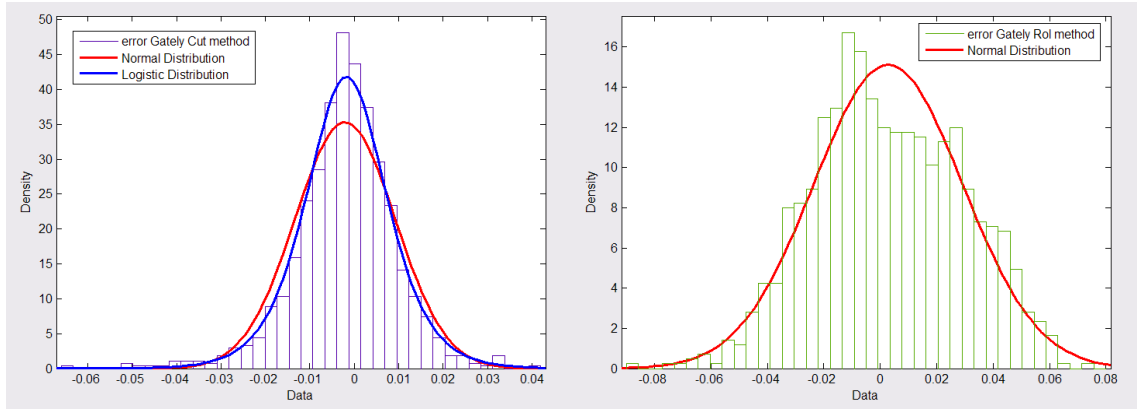 50
45
40
35
30
25
20
15
10
5
0
Density
error Gately Cut method
Normal Distribution
Logistic Distribution
-0.06 -0.05 -0.04 -0.03 -0.02 -0.01 0 0.01 0.02 0.03 0.04
Data
16
14
12
10
8
6
4
2
0
Density
error Gately RoI method
Normal Distribution
-0.08 -0.06 -0.04 -0.02 0 0.02 0.04 0.06 0.08
Data